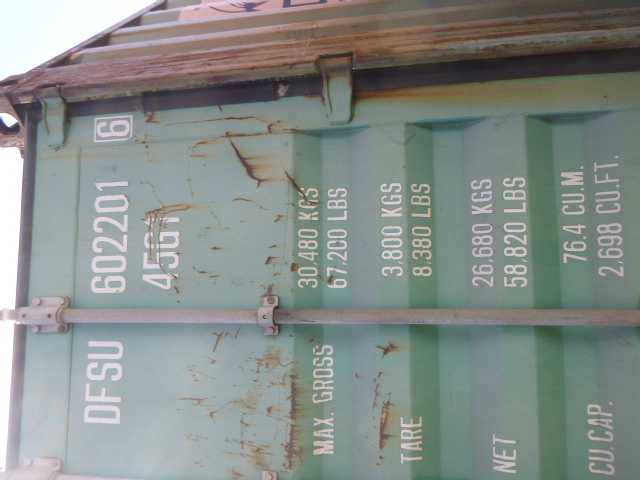 DFSU 602201 6
45G1
MAX. GROSS 30,480 KGS
67,200 LBS
TARE 3,800 KGS
8,380 LBS
NET 26,680 KGS
58,820 LBS
CU.CAP. 76.4 CU.M.
2,698 CU.FT.